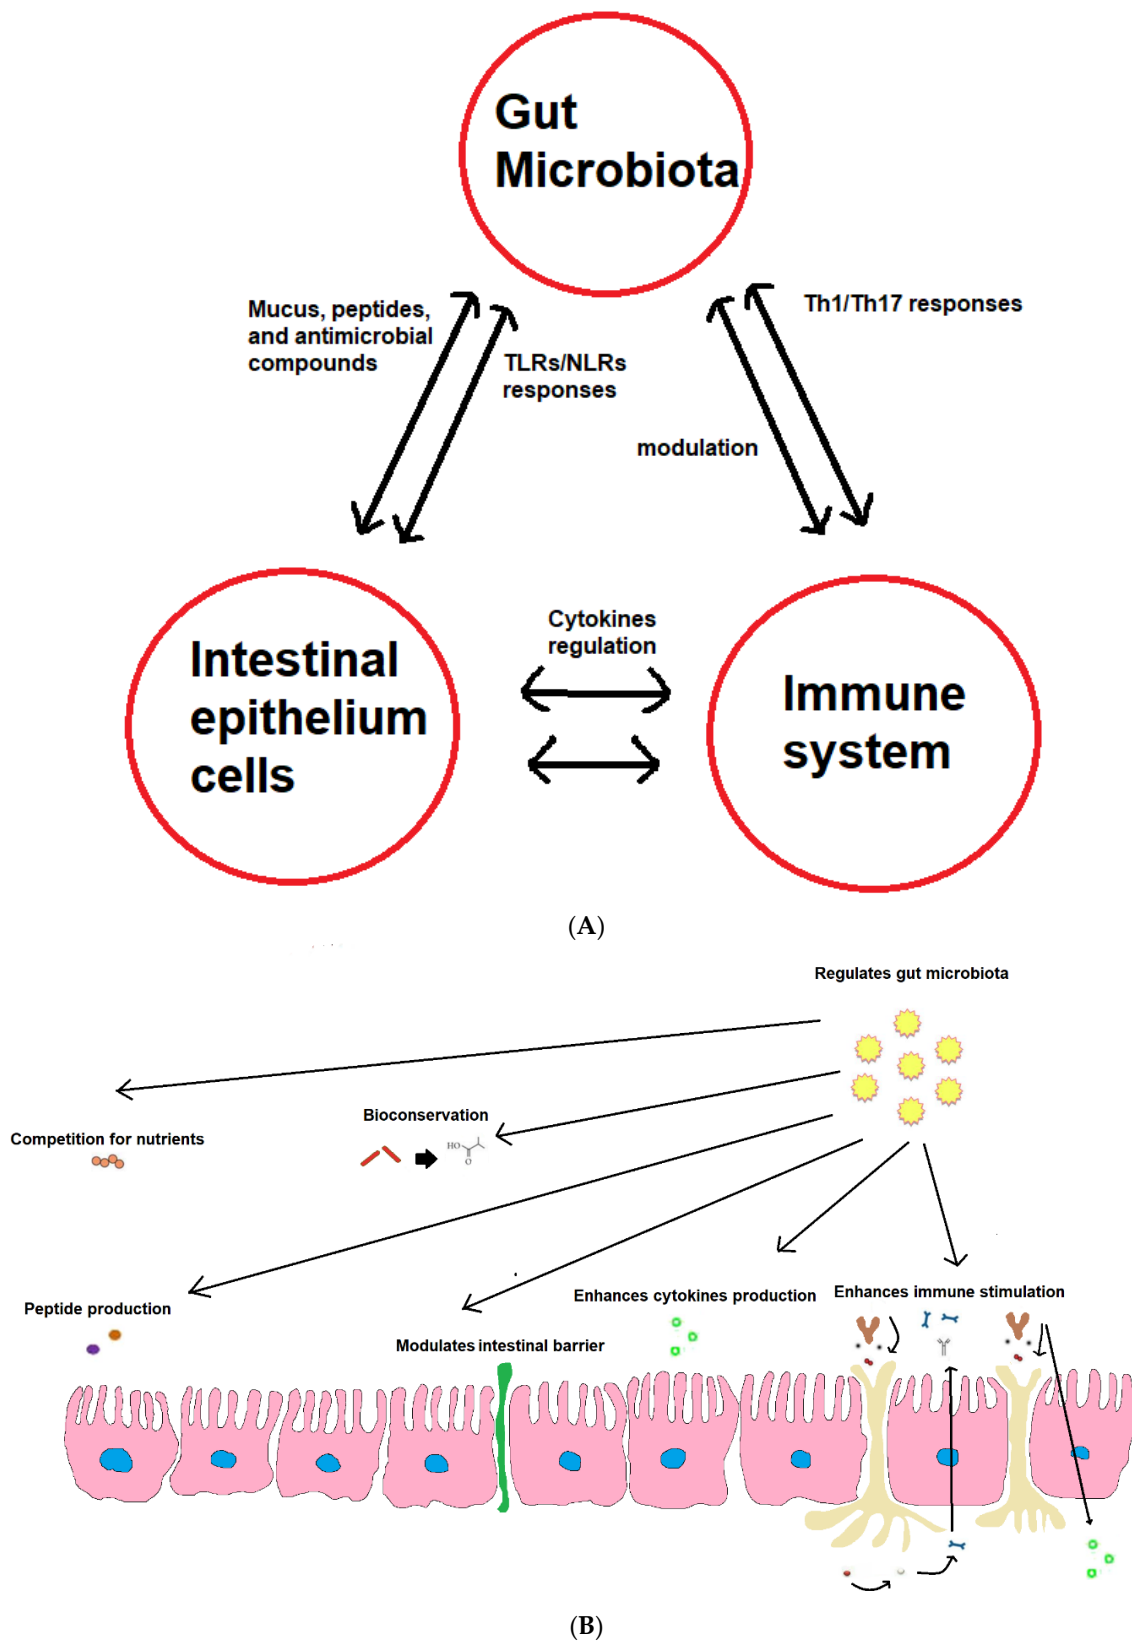 Gut
Microbiota
Mucus, peptides,
and antimicrobial
compounds
TLRs/NLRs
responses
Th1/Th17 responses
modulation
Intestinal
epithelium
cells
Cytokines
regulation
Immune
system
(A)
Regulates gut microbiota
Competition for nutrients
Bioconservation
HO
O
Peptide production
Modulates intestinal barrier
Enhances cytokines production
Enhances immune stimulation
(B)